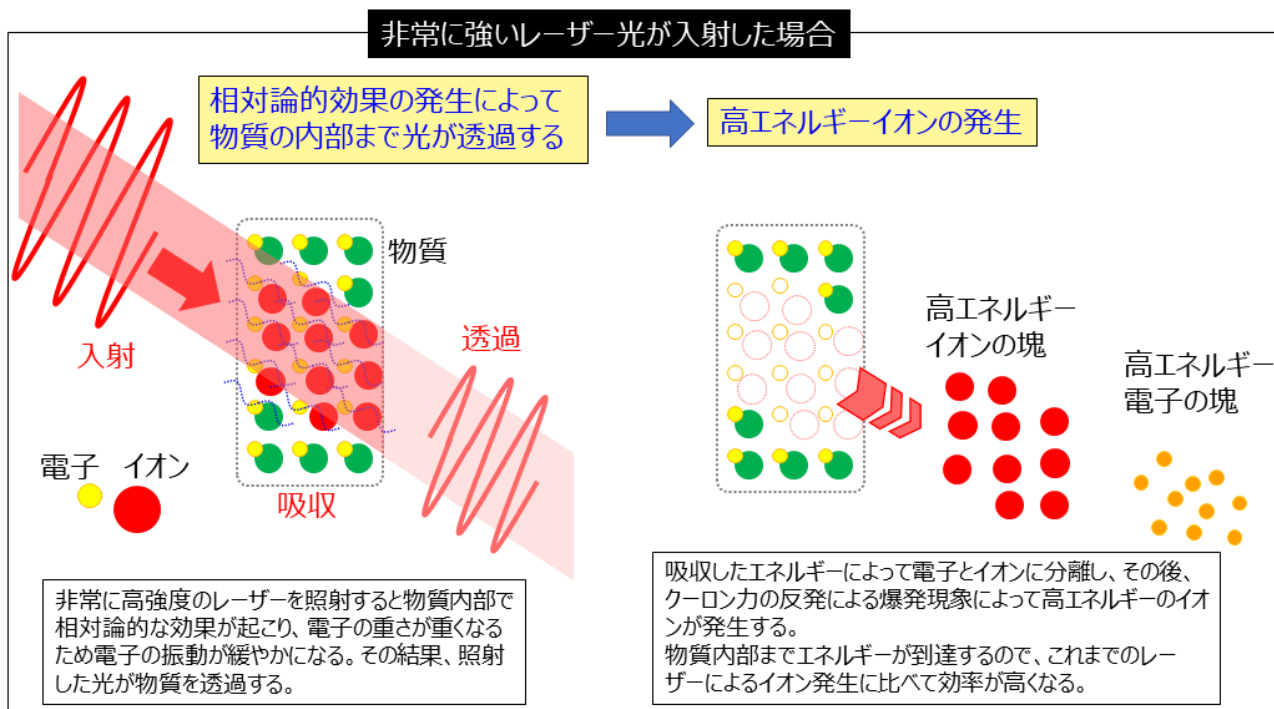 非常に強いレーザー光が入射した場合
相対論的効果の発生によって
物質の内部まで光が透過する
高エネルギーイオンの発生
物質
入射
透過
電子 イオン
吸収
高エネルギー
イオンの塊
高エネルギー
電子の塊
非常に高強度のレーザーを照射すると物質内部で
相対論的な効果が起こり、電子の重さが重くなる
ため電子の振動が緩やかになる。その結果、照射
した光が物質を透過する。
吸収したエネルギーによって電子とイオンに分離し、その後、
クーロン力の反発による爆発現象によって高エネルギーのイオ
ンが発生する。
物質内部までエネルギーが到達するので、これまでのレー
ザーによるイオン発生に比べて効率が高くなる。